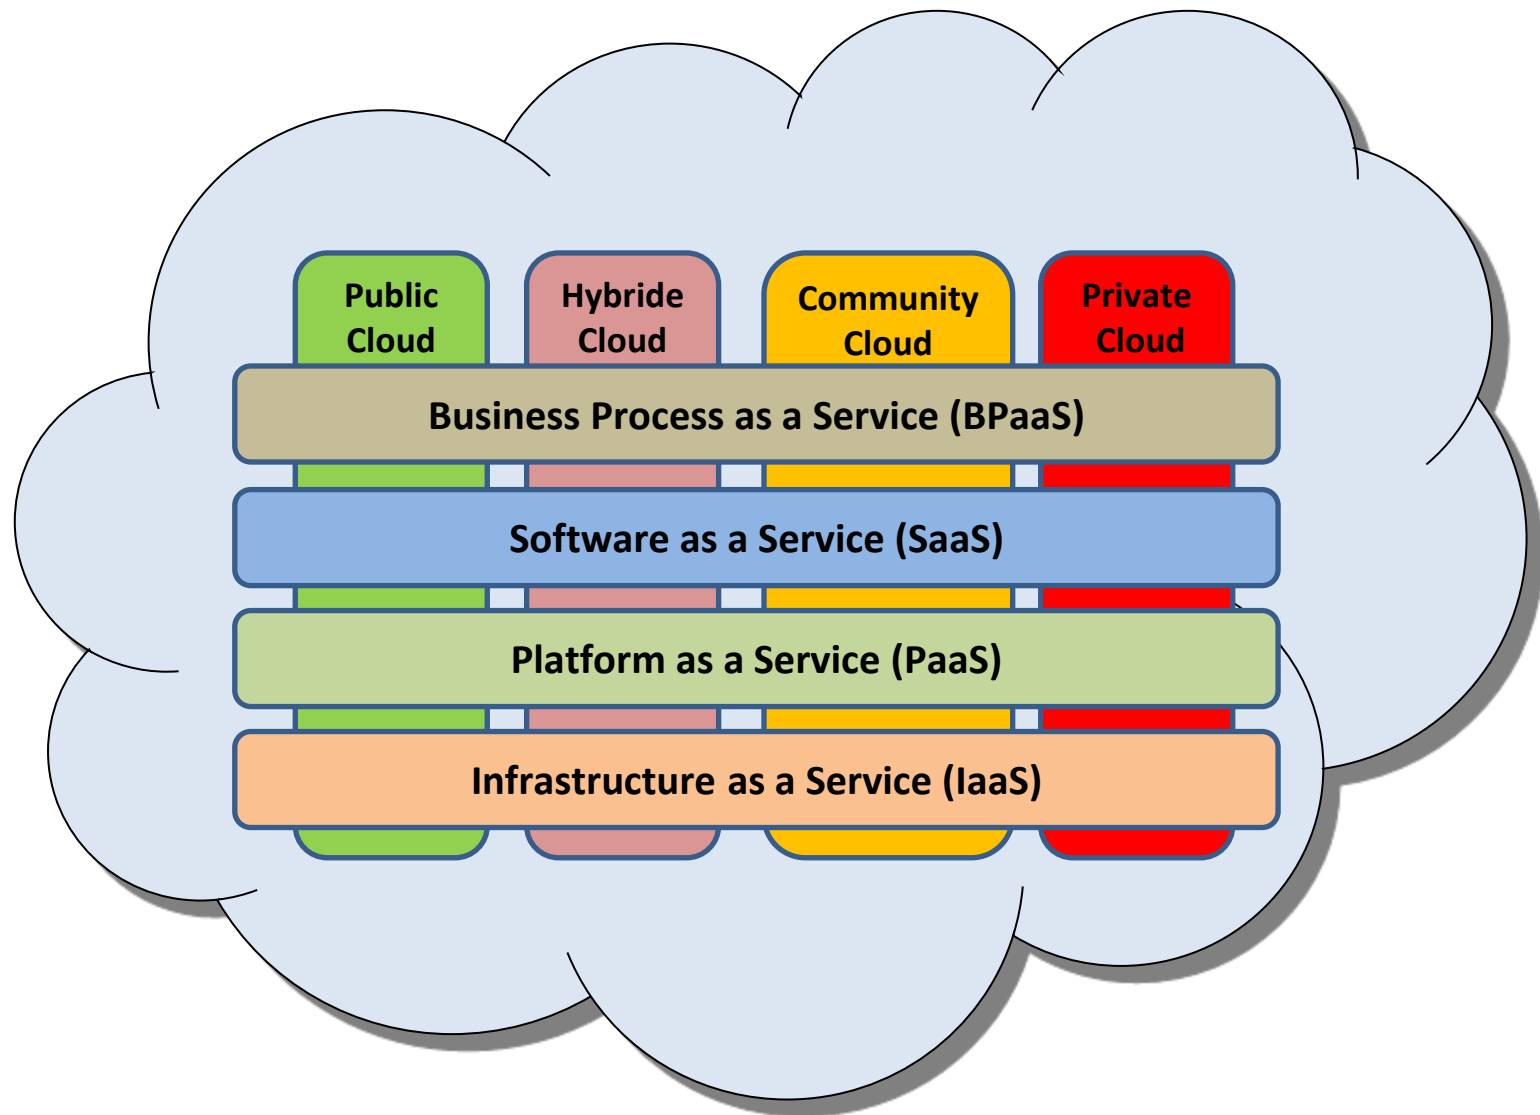 Public
Cloud
Hybride
Cloud
Community
Cloud
Private
Cloud
Business Process as a Service (BPaaS)
Software as a Service (SaaS)
Platform as a Service (PaaS)
Infrastructure as a Service (IaaS)